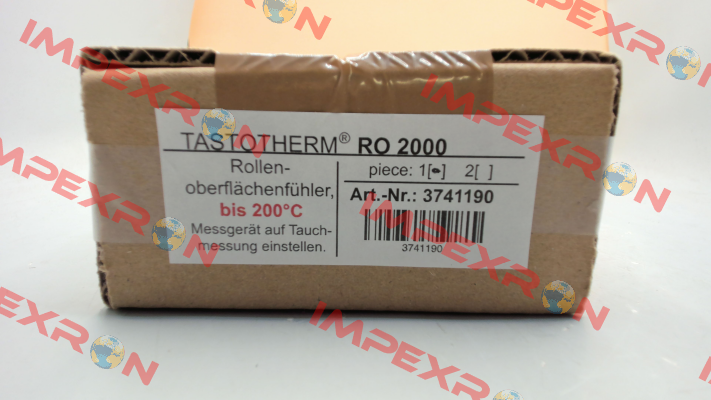 TASTOTHERM® RO 2000
Rollen-
oberflächenfühler,
bis 200°C
Messgerät auf Tauch-
messung einstellen.
piece: 1[•] 2[ ]
Art.-Nr.: 3741190
3741190
IMPEXRON
IMPEXRON
IMPEXRON
IMPEXRON
IMPEXRON